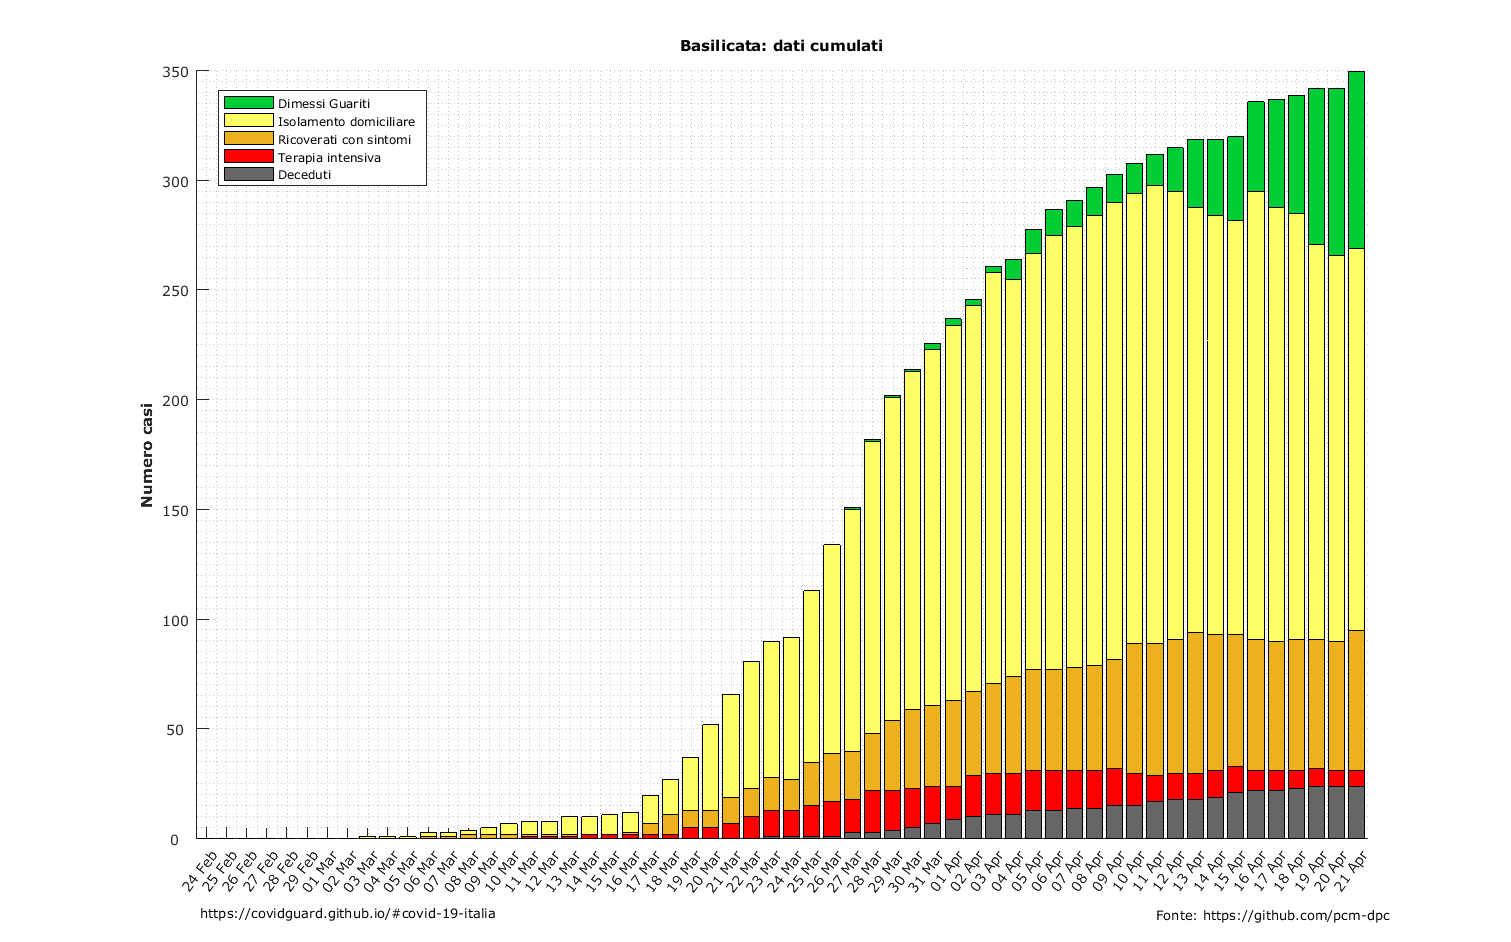 Basilicata: dati cumulati
Numero casi
350
300
250
200
150
100
50
0
Dimessi Guariti
Isolamento domiciliare
Ricoverati con sintomi
Terapia intensiva
Deceduti
24 Feb
25 Feb
26 Feb
27 Feb
28 Feb
29 Feb
01 Mar
02 Mar
03 Mar
04 Mar
05 Mar
06 Mar
07 Mar
08 Mar
09 Mar
10 Mar
11 Mar
12 Mar
13 Mar
14 Mar
15 Mar
16 Mar
17 Mar
18 Mar
19 Mar
20 Mar
21 Mar
22 Mar
23 Mar
24 Mar
25 Mar
26 Mar
27 Mar
28 Mar
29 Mar
30 Mar
31 Mar
01 Apr
02 Apr
03 Apr
04 Apr
05 Apr
06 Apr
07 Apr
08 Apr
09 Apr
10 Apr
11 Apr
12 Apr
13 Apr
14 Apr
15 Apr
16 Apr
17 Apr
18 Apr
19 Apr
20 Apr
21 Apr
https://covidguard.github.io/#covid-19-italia
Fonte: https://github.com/pcm-dpc